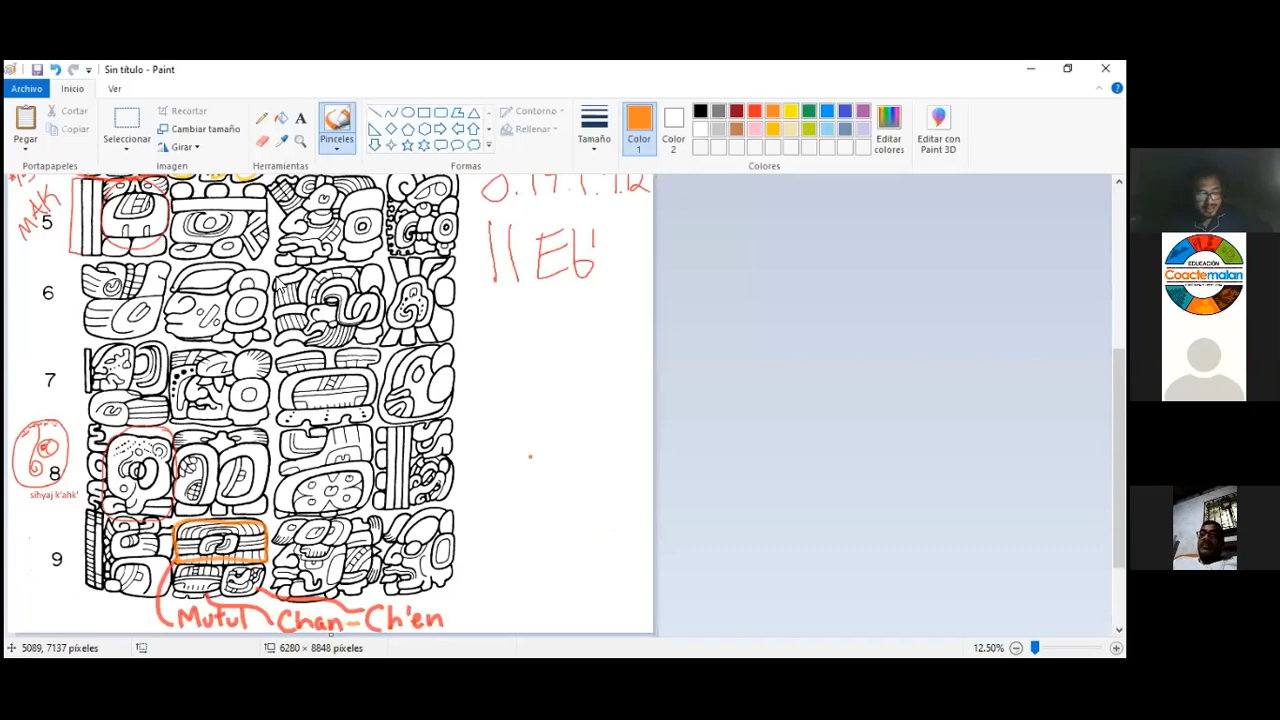 Sin título - Paint
Archivo
Inicio
Ver
Pegar
Cortar
Copiar
Portapapeles
Seleccionar
Recortar
Cambiar tamaño
Girar
Imagen
Herramientas
Pinceles
Formas
Contorno
Rellenar
Tamaño
Color 1
Color 2
Editar colores
Editar con Paint 3D
Colores
MAK
5
11 Eb'
6
7
8
sihyaj k'ahk'
9
Mutul Chan-Ch'en
5089, 7137 píxeles
6280 × 8848 píxeles
12.50%
EDUCACIÓN
Coactemalan